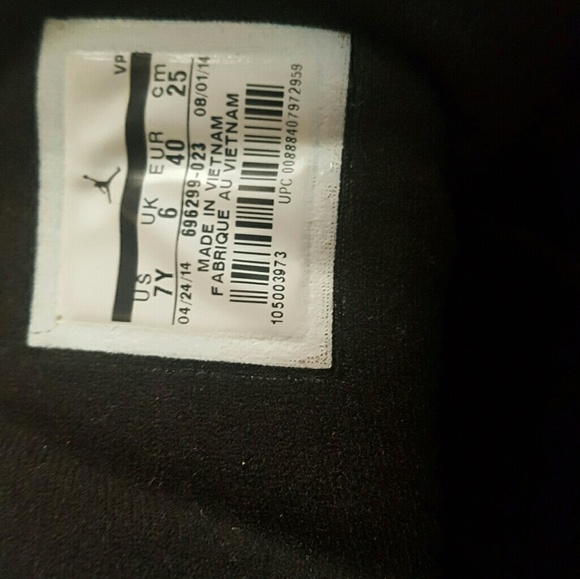 VP
US UK EUR cm
7Y 6 40 25
04/24/14 696299-023 08/01/14
MADE IN VIETNAM
FABRIQUE AU VIETNAM
105003973 UPC 00888407972959